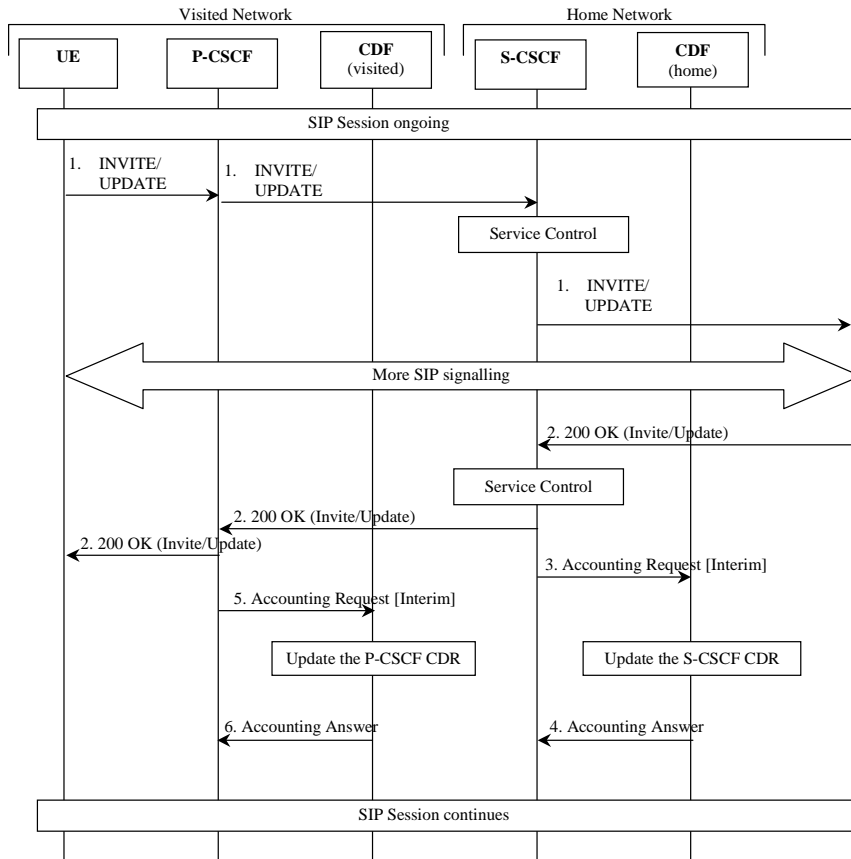 Visited Network
Home Network
UE
P-CSCF
CDF
(visited)
S-CSCF
CDF
(home)
SIP Session ongoing
1. INVITE/
UPDATE
1. INVITE/
UPDATE
Service Control
1. INVITE/
UPDATE
More SIP signalling
2. 200 OK (Invite/Update)
Service Control
2. 200 OK (Invite/Update)
2. 200 OK (Invite/Update)
3. Accounting Request [Interim]
5. Accounting Request [Interim]
Update the P-CSCF CDR
Update the S-CSCF CDR
6. Accounting Answer
4. Accounting Answer
SIP Session continues